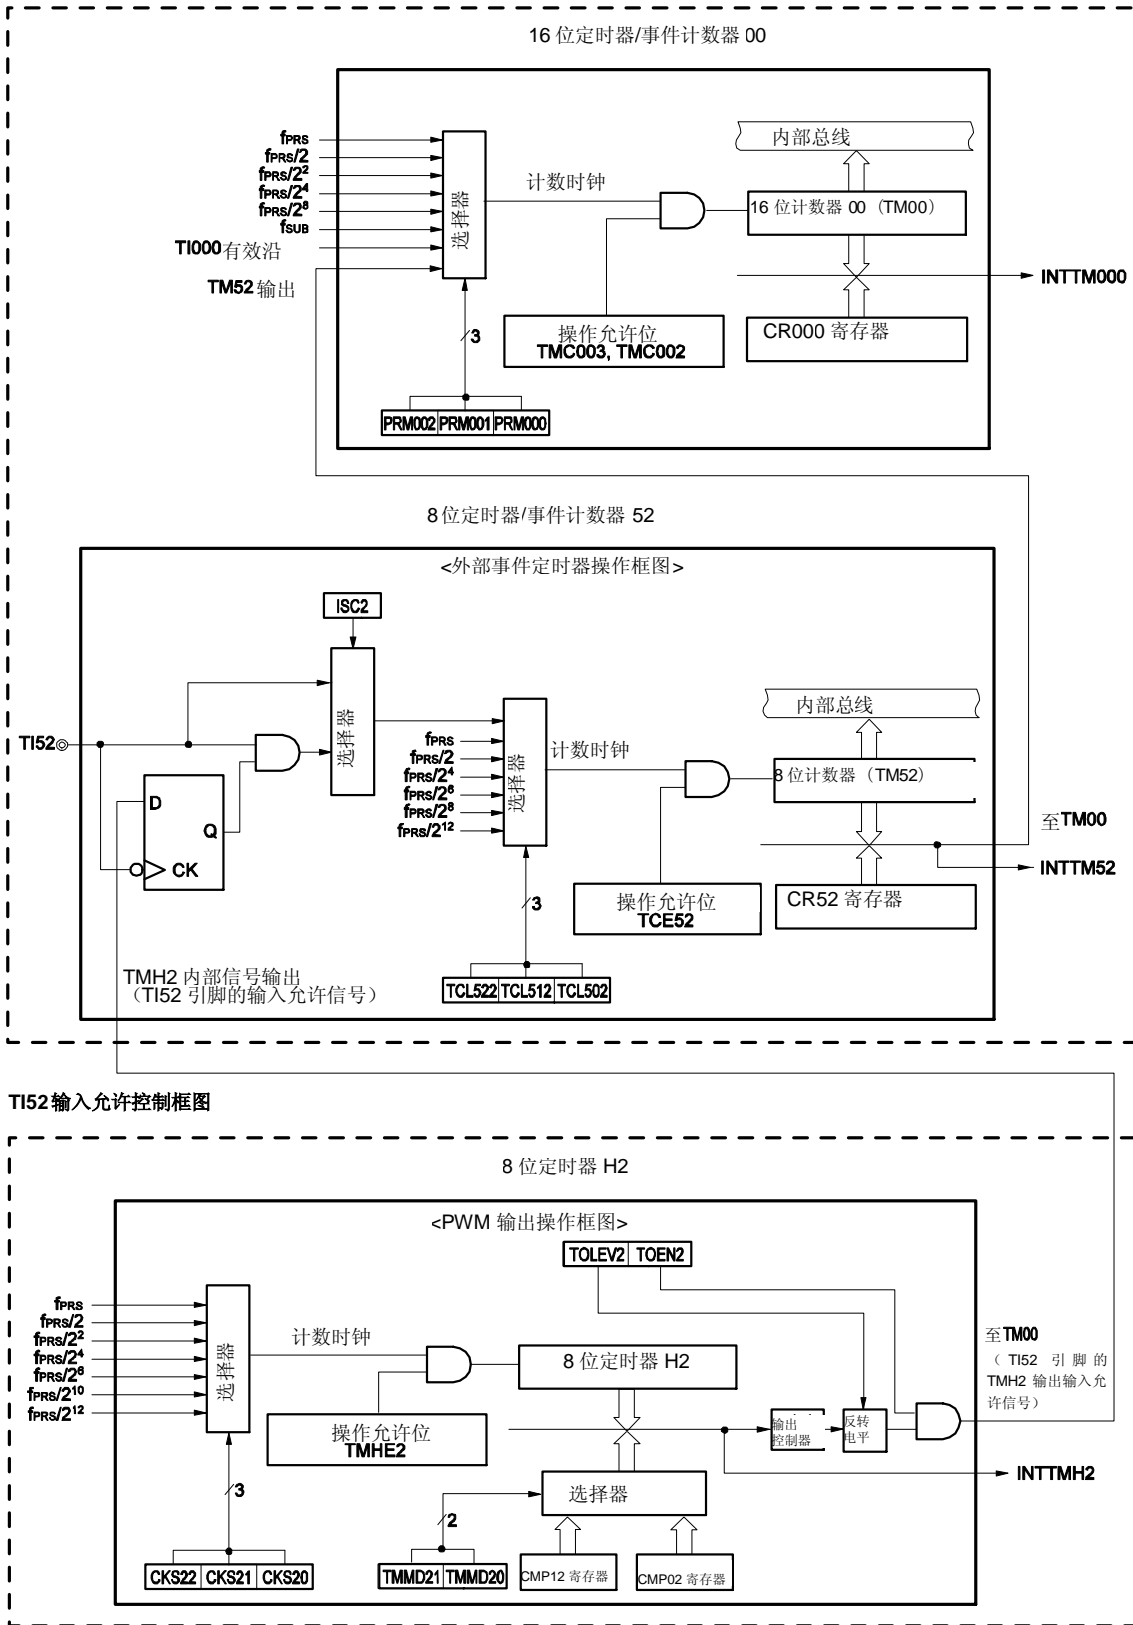 16 位定时器/事件计数器 00
fPRS
fPRS/2
fPRS/2²
fPRS/2⁴
fPRS/2⁸
fSUB
TI000有效沿
TM52 输出
选择器
计数时钟
内部总线
16 位计数器 00（TM00）
INTTM000
3
操作允许位
TMC003, TMC002
CR000 寄存器
PRM002 PRM001 PRM000
8位定时器/事件计数器 52
<外部事件定时器操作框图>
ISC2
选择器
TI52
D
Q
CK
fPRS
fPRS/2
fPRS/2⁴
fPRS/2⁶
fPRS/2⁸
fPRS/2¹²
选择器
计数时钟
内部总线
8 位计数器（TM52）
至TM00
INTTM52
3
操作允许位
TCE52
CR52 寄存器
TMH2 内部信号输出
（TI52 引脚的输入允许信号）
TCL522 TCL512 TCL502
TI52 输入允许控制框图
8 位定时器 H2
<PWM 输出操作框图>
TOLEV2 TOEN2
fPRS
fPRS/2
fPRS/2²
fPRS/2⁴
fPRS/2⁶
fPRS/2¹⁰
fPRS/2¹²
选择器
计数时钟
8 位定时器 H2
至TM00
（ TI52 引脚的
TMH2 输出输入允
许信号）
操作允许位
TMHE2
输出
控制器
反转
电平
INTTMH2
3
2
选择器
CKS22 CKS21 CKS20
TMMD21 TMMD20
CMP12 寄存器
CMP02 寄存器